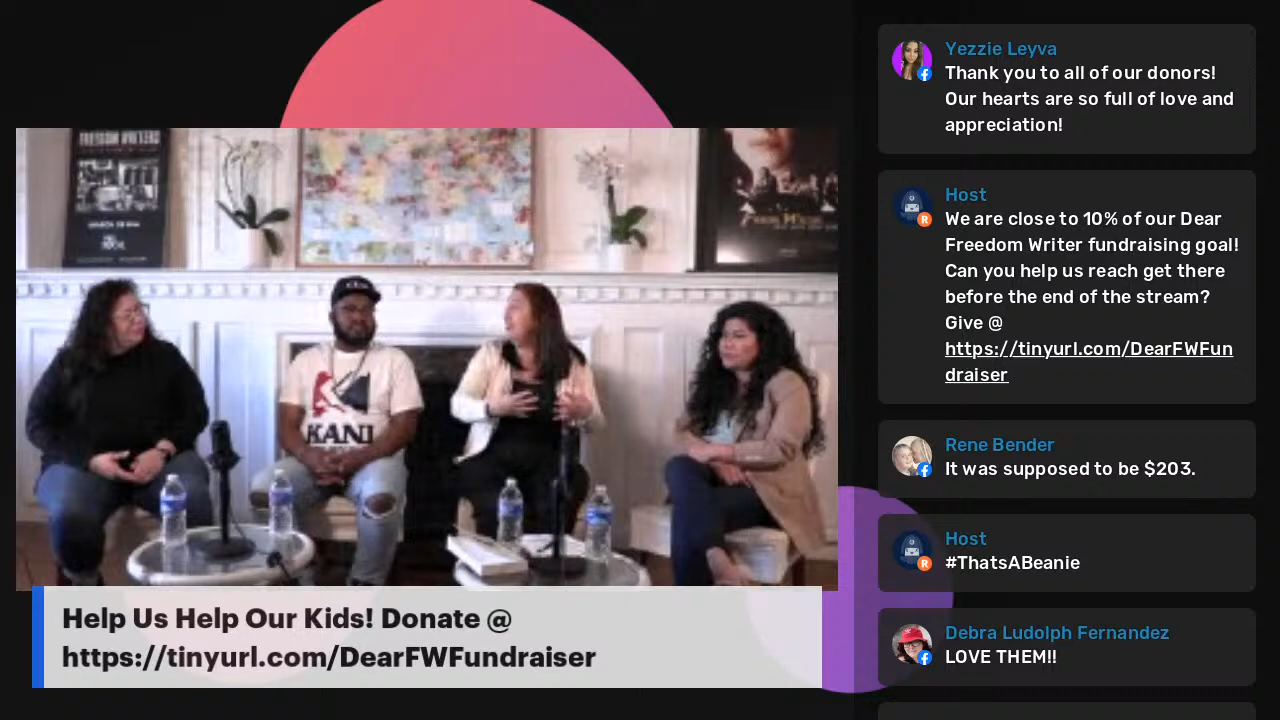 FREEDOM WRITERS
KANI
Help Us Help Our Kids! Donate @
https://tinyurl.com/DearFWFundraiser
Yezzie Leyva
Thank you to all of our donors!
Our hearts are so full of love and
appreciation!
Host
We are close to 10% of our Dear
Freedom Writer fundraising goal!
Can you help us reach get there
before the end of the stream?
Give @
https://tinyurl.com/DearFWFun
draiser
Rene Bender
It was supposed to be $203.
Host
#ThatsABeanie
Debra Ludolph Fernandez
LOVE THEM!!